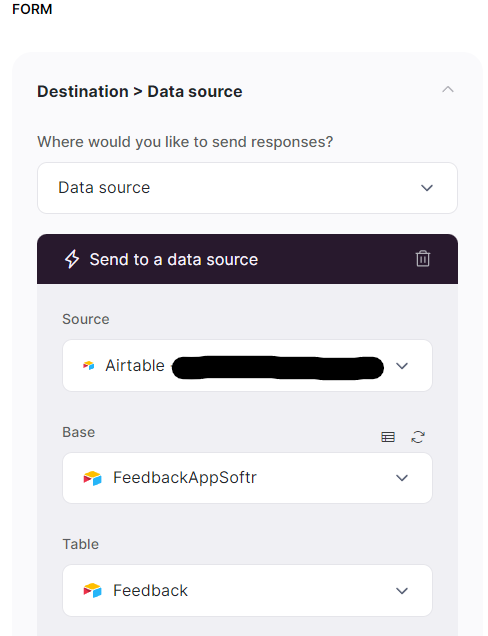 FORM
Destination > Data source
Where would you like to send responses?
Data source
Send to a data source
Source
Airtable
Base
FeedbackAppSoftr
Table
Feedback